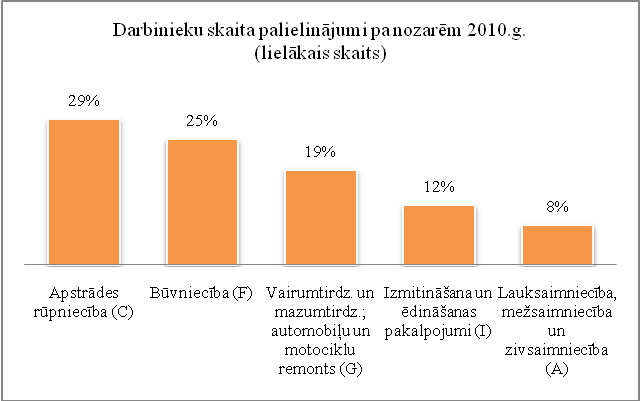 Darbinieku skaita palielinājumi pa nozarēm 2010.g.
(lielākais skaits)
29%
25%
19%
12%
8%
Apstrādes
rūpniecība (C)
Būvniecība (F)
Vairumtirdz. un
mazumtirdz.;
automobiļu un
motociklu
remonts (G)
Izmitināšana un
ēdināšanas
pakalpojumi (I)
Lauksaimniecība,
mežsaimniecība
un
zivsaimniecība
(A)